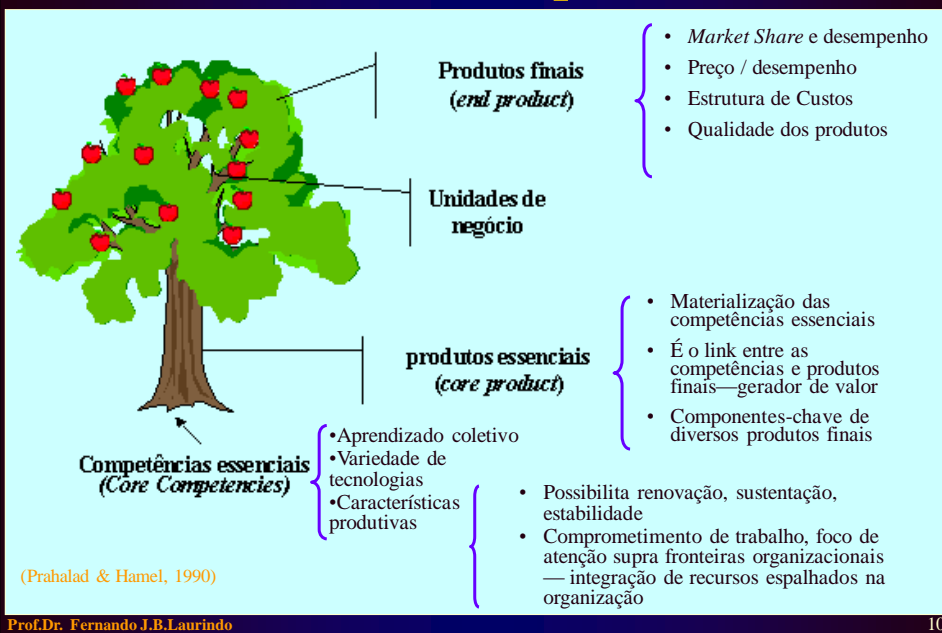 Produtos finais
(end product)
• Market Share e desempenho
• Preço / desempenho
• Estrutura de Custos
• Qualidade dos produtos
Unidades de
negócio
produtos essenciais
(core product)
• Materialização das
competências essenciais
• É o link entre as
competências e produtos
finais—gerador de valor
• Componentes-chave de
diversos produtos finais
Competências essenciais
(Core Competencies)
•Aprendizado coletivo
•Variedade de
tecnologias
•Características
produtivas
• Possibilita renovação, sustentação,
estabilidade
• Comprometimento de trabalho, foco de
atenção supra fronteiras organizacionais
— integração de recursos espalhados na
organização
(Prahalad & Hamel, 1990)
Prof.Dr. Fernando J.B.Laurindo
10